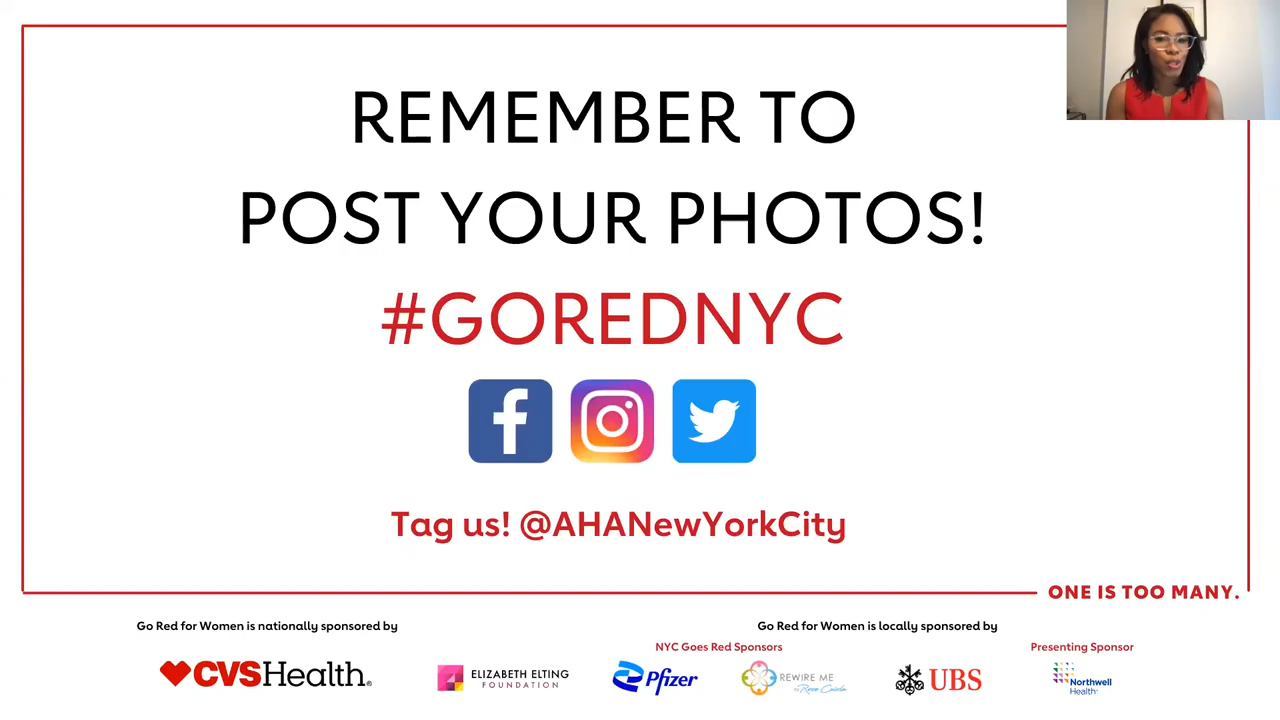 REMEMBER TO
POST YOUR PHOTOS!
#GOREDNYC
Tag us! @AHANewYorkCity
ONE IS TOO MANY.
Go Red for Women is nationally sponsored by
Go Red for Women is locally sponsored by
NYC Goes Red Sponsors
Presenting Sponsor
CVSHealth®
ELIZABETH ELTING
FOUNDATION
Pfizer
REWIRE ME
UBS
Northwell
Health